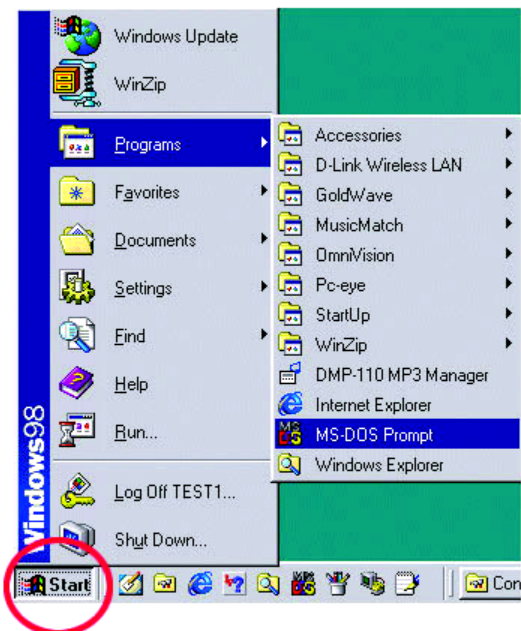 Windows Update
WinZip
Programs
Favorites
Documents
Settings
Find
Help
Run...
Log Off TEST1...
Shut Down...
Windows98
Accessories
D-Link Wireless LAN
GoldWave
MusicMatch
OmniVision
Pc-eye
StartUp
WinZip
DMP-110 MP3 Manager
Internet Explorer
MS-DOS Prompt
Windows Explorer
Start
Con